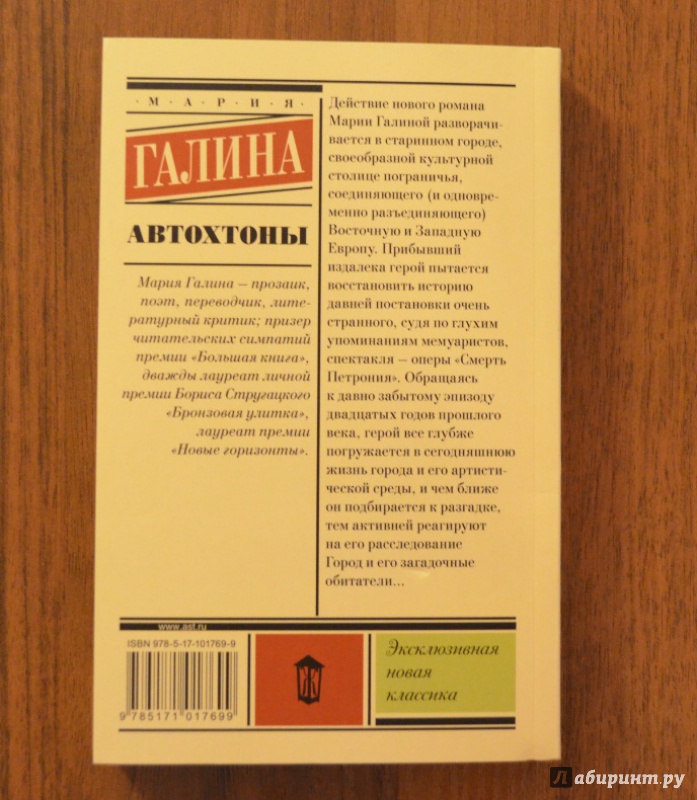 · М · А · Р · И · Я ·
ГАЛИНА
АВТОХТОНЫ
Мария Галина – прозаик,
поэт, переводчик, лите-
ратурный критик; призер
читательских симпатий
премии «Большая книга»,
дважды лауреат личной
премии Бориса Стругацкого
«Бронзовая улитка»,
лауреат премии
«Новые горизонты».
Действие нового романа
Марии Галиной разворачи-
вается в старинном городе,
своеобразной культурной
столице пограничья,
соединяющего (и одновре-
менно разъединяющего)
Восточную и Западную
Европу. Прибывший
издалека герой пытается
восстановить историю
давней постановки очень
странного, судя по глухим
упоминаниям мемуаристов,
спектакля – оперы «Смерть
Петрония». Обращаясь
к давно забытому эпизоду
двадцатых годов прошлого
века, герой все глубже
погружается в сегодняшнюю
жизнь города и его артисти-
ческой среды, и чем ближе
он подбирается к разгадке,
тем активней реагируют
на его расследование
Город и его загадочные
обитатели...
www.ast.ru
ISBN 978-5-17-101769-9
9 785171 017699
Ж
Эксклюзивная
новая
классика
Лабиринт.ру